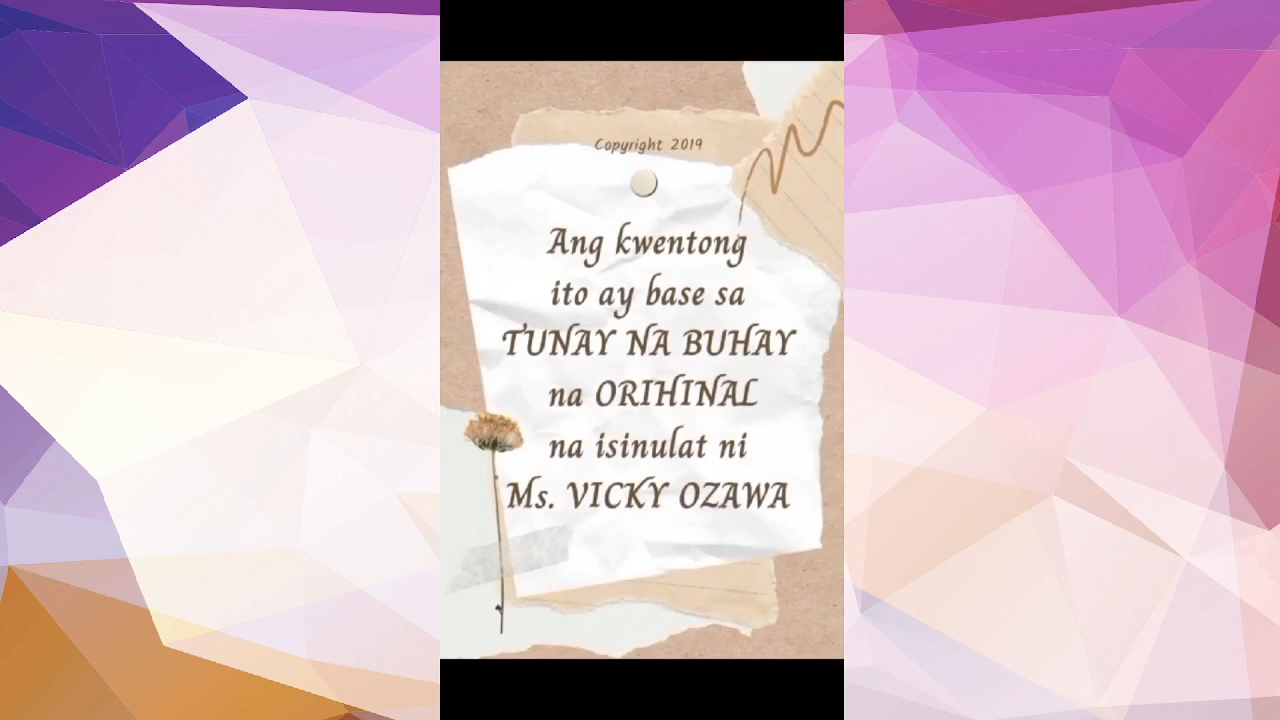 Copyright 2019
Ang kwentong
ito ay base sa
TUNAY NA BUHAY
na ORIHINAL
na isinulat ni
Ms. VICKY OZAWA